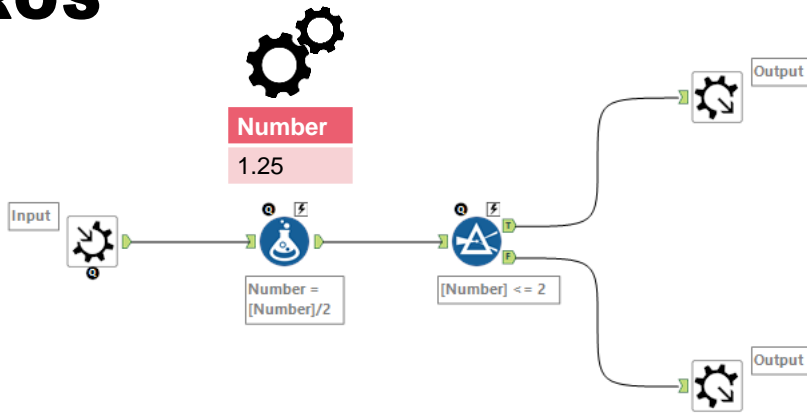 Number
1.25
Output
Input
Q
Q
T
F
Q
Number =
[Number]/2
[Number] <= 2
Output